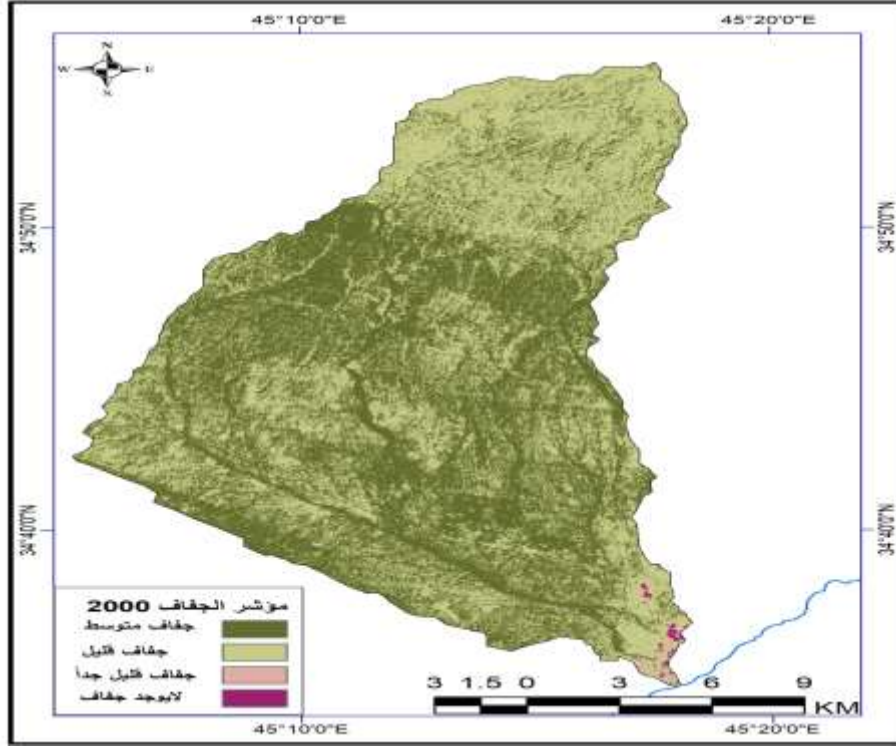 45°10'0"E 45°20'0"E
N
W E
S
34°50'0"N 34°50'0"N
34°40'0"N 34°40'0"N
مؤشر الجفاف 2000
جفاف متوسط
جفاف قليل
جفاف قليل جداً
لايوجد جفاف
3 1.5 0 3 6 9
KM
45°10'0"E 45°20'0"E